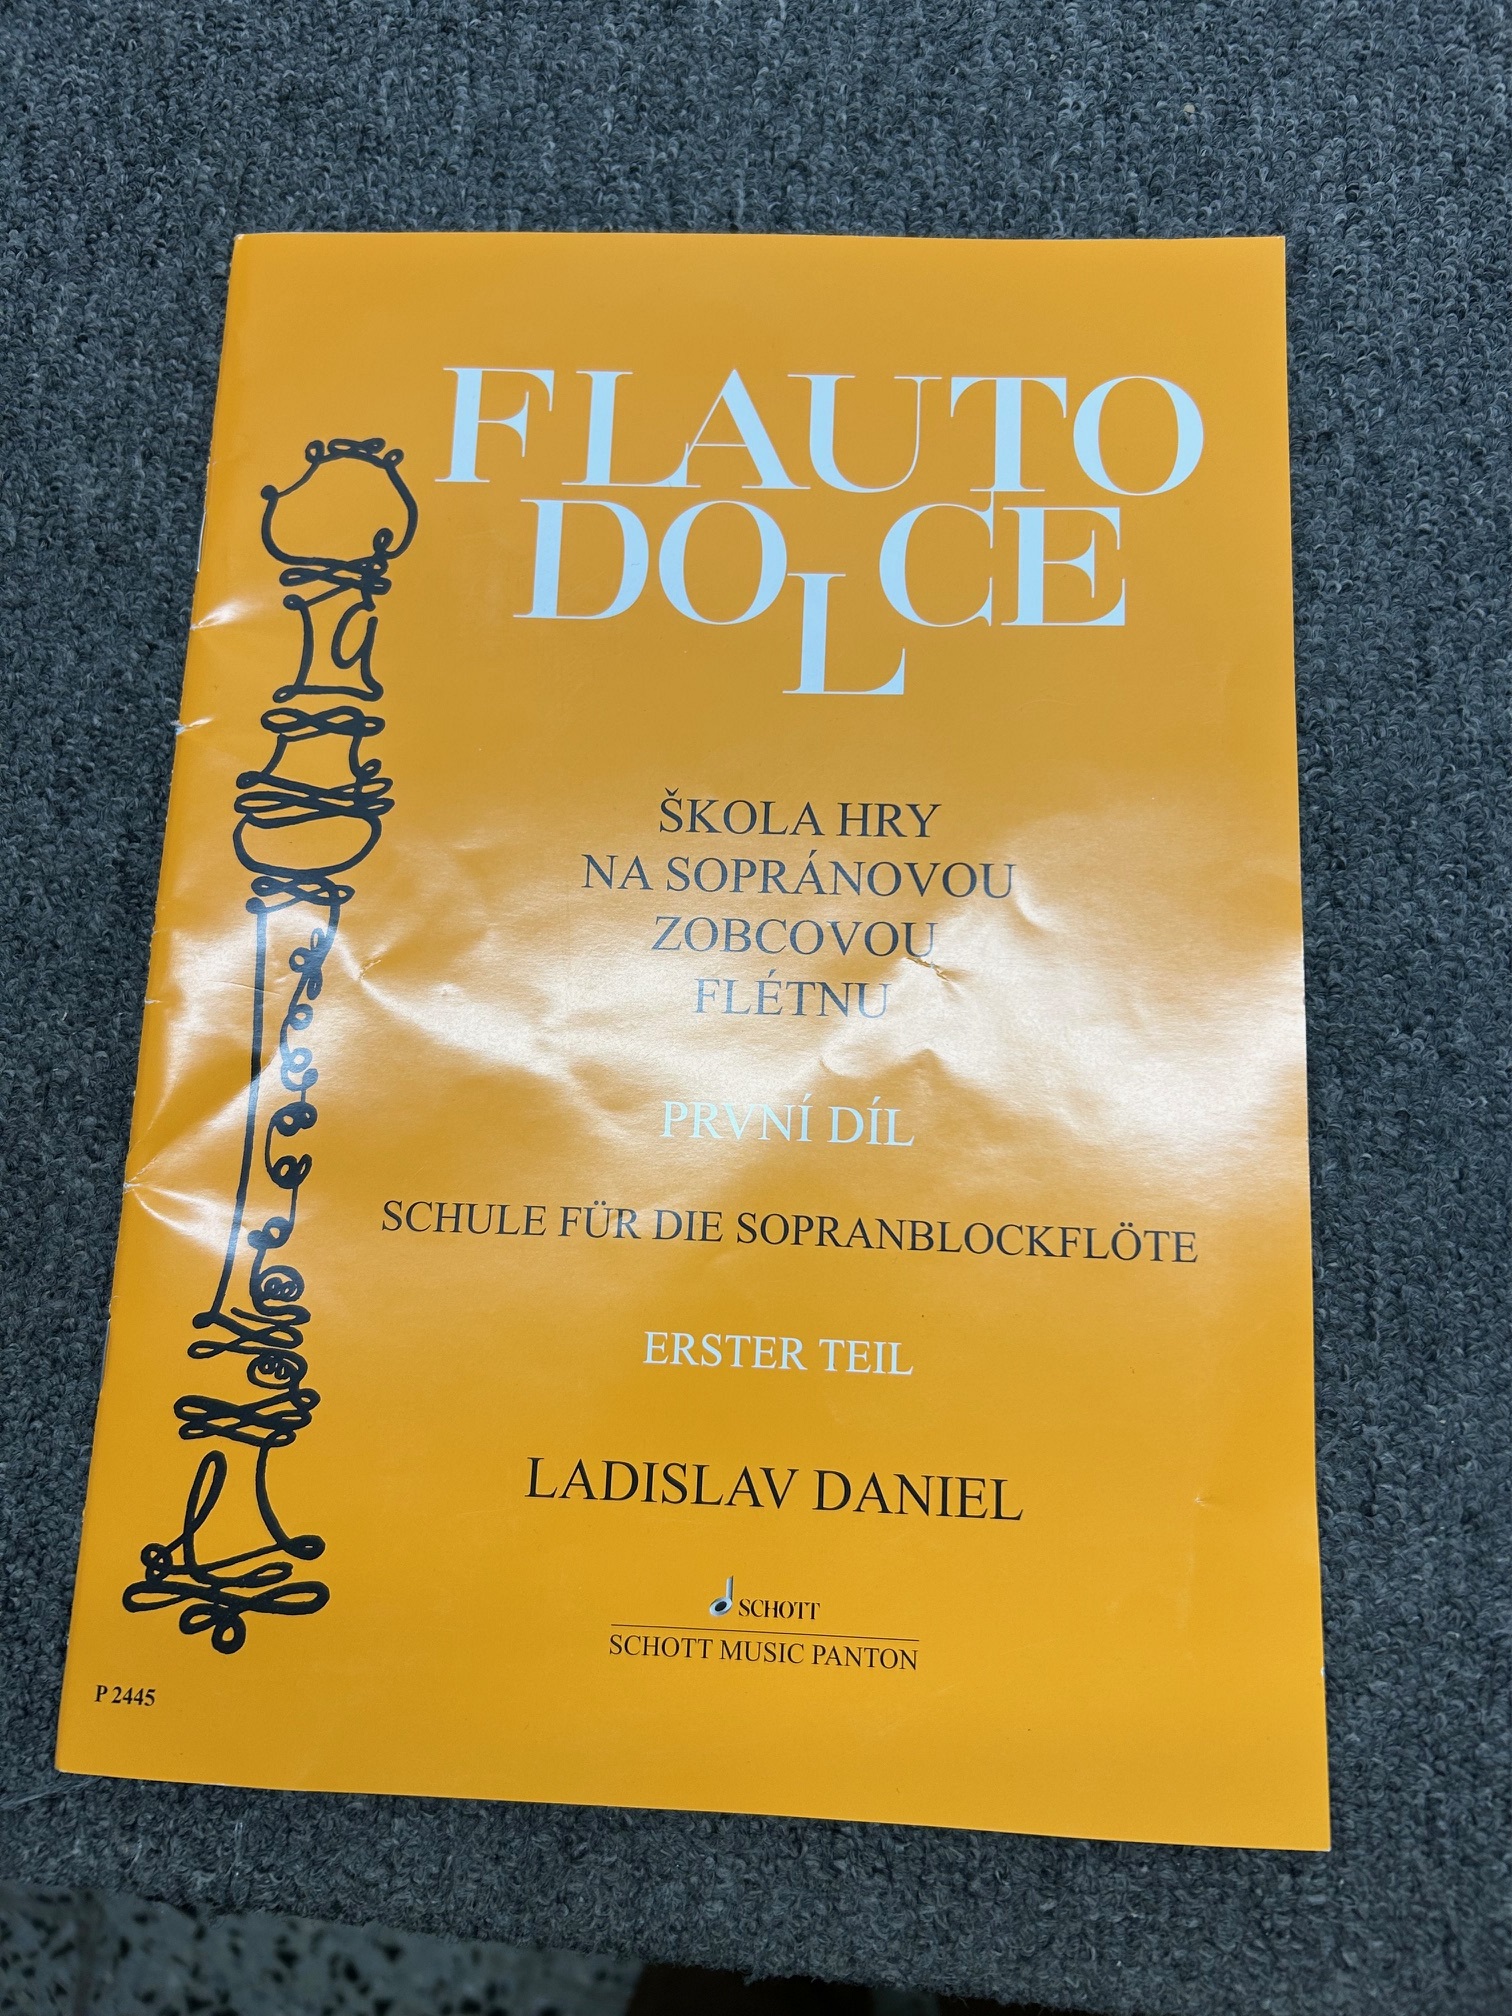 FLAUTO
DOLCE
ŠKOLA HRY
NA SOPRÁNOVOU
ZOBCOVOU
FLÉTNU
PRVNÍ DÍL
SCHULE FÜR DIE SOPRANBLOCKFLÖTE
ERSTER TEIL
LADISLAV DANIEL
SCHOTT
SCHOTT MUSIC PANTON
P 2445